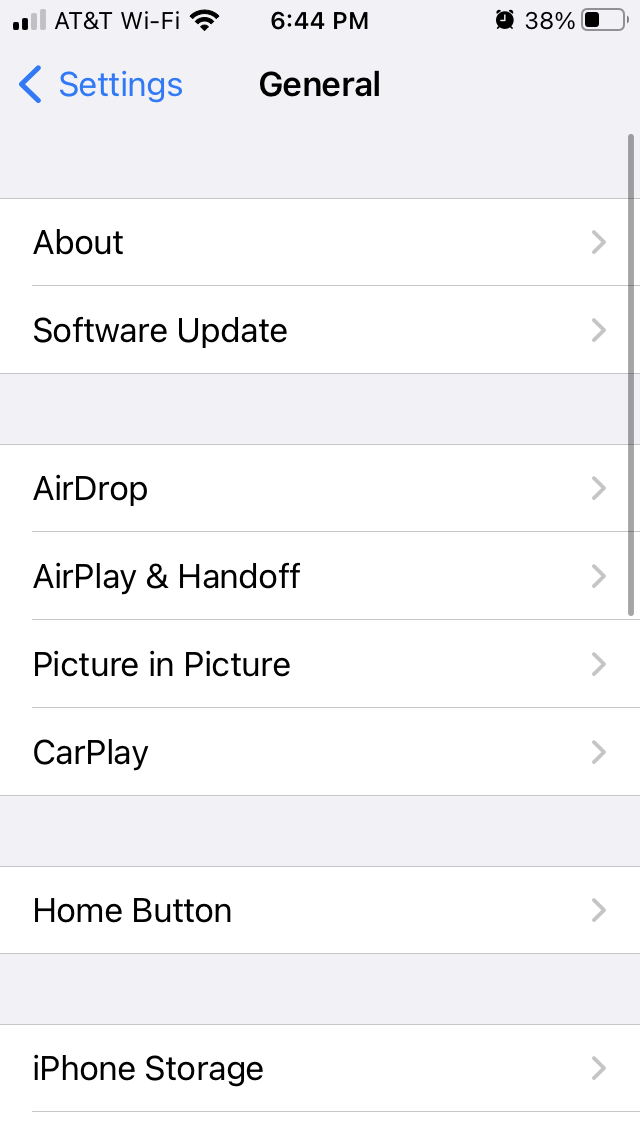 AT&T Wi-Fi 6:44 PM 38%
Settings General
About
Software Update
AirDrop
AirPlay & Handoff
Picture in Picture
CarPlay
Home Button
iPhone Storage